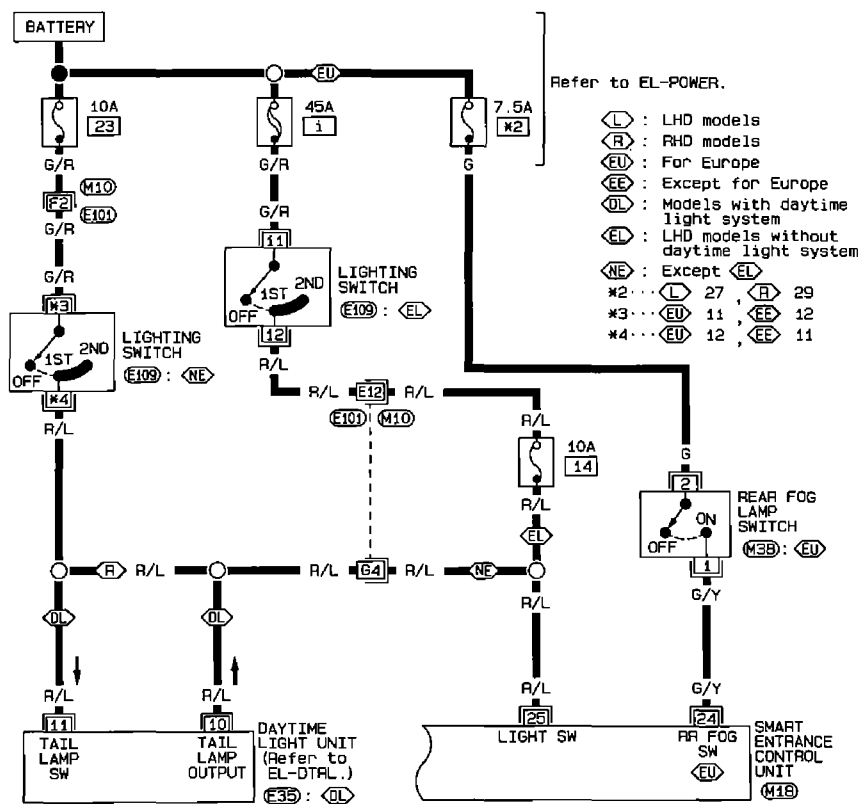 BATTERY
EU
Refer to EL-POWER.
10A
23
45A
i
7.5A
*2
G/R
G/R
G
L : LHD models
R : RHD models
EU : For Europe
EE : Except for Europe
DL : Models with daytime
light system
EL : LHD models without
daytime light system
NE : Except EL
*2··· L 27 , R 29
*3··· EU 11 , EE 12
*4··· EU 12 , EE 11
F2
M10
E101
G/R
G/R
G/R
11
1ST
2ND
OFF
12
LIGHTING
SWITCH
E109 : EL
*3
1ST
2ND
OFF
*4
LIGHTING
SWITCH
E109 : NE
R/L
R/L
R/L
E12
R/L
E101
M10
R/L
10A
14
R/L
EL
G
2
ON
OFF
1
REAR FOG
LAMP
SWITCH
M38 : EU
G/Y
R
R/L
R/L
G4
R/L
NE
R/L
DL
DL
R/L
R/L
R/L
G/Y
11
TAIL
LAMP
SW
10
TAIL
LAMP
OUTPUT
DAYTIME
LIGHT UNIT
(Refer to
EL-DTRL.)
E35 : DL
25
LIGHT SW
24
RR FOG
SW
EU
SMART
ENTRANCE
CONTROL
UNIT
M18